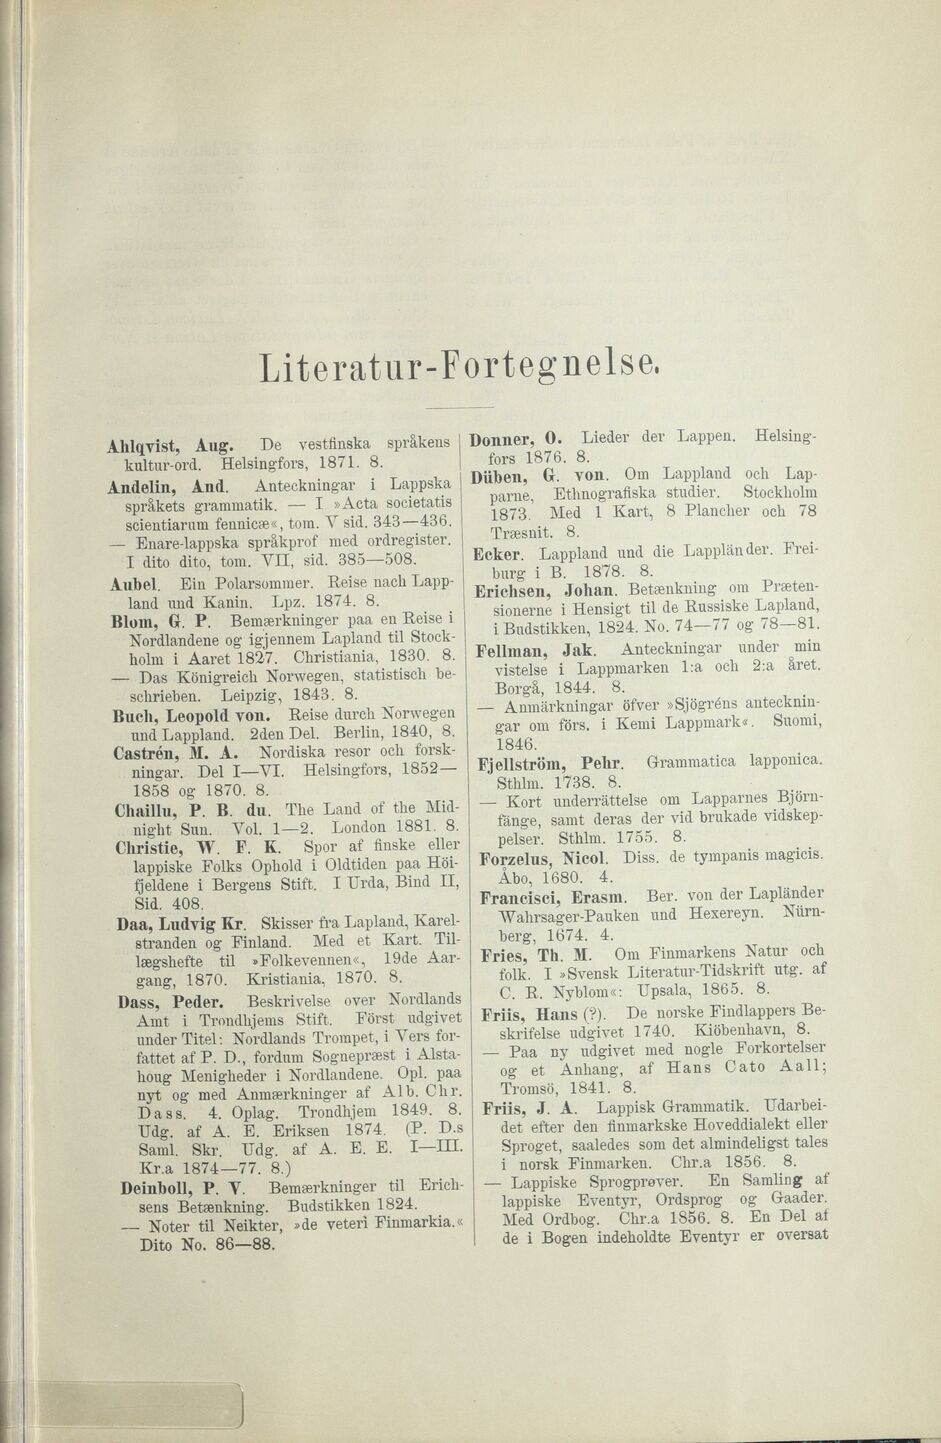 Literatur-Fortegnelse.
Ahlqvist, Aug. De vestfinska språkens
kultur-ord. Helsingfors, 1871. 8.
Andelin, And. Anteckningar i Lappska
språkets grammatik. — I »Acta societatis
scientiarum fennicæ«, tom. V sid. 343—436.
— Enare-lappska språkprof med ordregister.
I dito dito, tom. VII, sid. 385—508.
Aubel. Ein Polarsommer. Reise nach Lapp-
land und Kanin. Lpz. 1874. 8.
Blom, G. P. Bemærkninger paa en Reise i
Nordlandene og igjennem Lapland til Stock-
holm i Aaret 1827. Christiania, 1830. 8.
— Das Königreich Norwegen, statistisch be-
schrieben. Leipzig, 1843. 8.
Buch, Leopold von. Reise durch Norwegen
und Lappland. 2den Del. Berlin, 1840, 8.
Castrén, M. A. Nordiska resor och forsk-
ningar. Del I—VI. Helsingfors, 1852—
1858 og 1870. 8.
Chaillu, P. B. du. The Land of the Mid-
night Sun. Vol. 1—2. London 1881. 8.
Christie, W. F. K. Spor af finske eller
lappiske Folks Ophold i Oldtiden paa Höi-
fjeldene i Bergens Stift. I Urda, Bind II,
Sid. 408.
Daa, Ludvig Kr. Skisser fra Lapland, Karel-
stranden og Finland. Med et Kart. Til-
lægshefte til »Folkevennen«, 19de Aar-
gang, 1870. Kristiania, 1870. 8.
Dass, Peder. Beskrivelse over Nordlands
Amt i Trondhjems Stift. Först udgivet
under Titel: Nordlands Trompet, i Vers for-
fattet af P. D., fordum Sognepræst i Alsta-
houg Menigheder i Nordlandene. Opl. paa
nyt og med Anmærkninger af Alb. Chr.
Dass. 4. Oplag. Trondhjem 1849. 8.
Udg. af A. E. Eriksen 1874. (P. D.s
Saml. Skr. Udg. af A. E. E. I—III.
Kr.a 1874—77. 8.)
Deinboll, P. V. Bemærkninger til Erich-
sens Betænkning. Budstikken 1824.
— Noter til Neikter, »de veteri Finmarkia.«
Dito No. 86—88.
Donner, O. Lieder der Lappen. Helsing-
fors 1876. 8.
Düben, G. von. Om Lappland och Lap-
parne, Ethnografiska studier. Stockholm
1873. Med 1 Kart, 8 Plancher och 78
Træsnit. 8.
Ecker. Lappland und die Lappländer. Frei-
burg i B. 1878. 8.
Erichsen, Johan. Betænkning om Præten-
sionerne i Hensigt til de Russiske Lapland,
i Budstikken, 1824. No. 74—77 og 78—81.
Fellman, Jak. Anteckningar under min
vistelse i Lappmarken 1:a och 2:a året.
Borgå, 1844. 8.
— Anmärkningar öfver »Sjögréns antecknin-
gar om förs. i Kemi Lappmark«. Suomi,
1846.
Fjellström, Pehr. Grammatica lapponica.
Sthlm. 1738. 8.
— Kort underrättelse om Lapparnes Björn-
fänge, samt deras der vid brukade vidskep-
pelser. Sthlm. 1755. 8.
Forzelus, Nicol. Diss. de tympanis magicis.
Åbo, 1680. 4.
Francisci, Erasm. Ber. von der Lapländer
Wahrsager-Pauken und Hexereyn. Nürn-
berg, 1674. 4.
Fries, Th. M. Om Finmarkens Natur och
folk. I »Svensk Literatur-Tidskrift utg. af
C. R. Nyblom«: Upsala, 1865. 8.
Friis, Hans (?). De norske Findlappers Be-
skrifelse udgivet 1740. Kiöbenhavn, 8.
— Paa ny udgivet med nogle Forkortelser
og et Anhang, af Hans Cato Aall;
Tromsö, 1841. 8.
Friis, J. A. Lappisk Grammatik. Udarbei-
det efter den finmarkske Hoveddialekt eller
Sproget, saaledes som det almindeligst tales
i norsk Finmarken. Chr.a 1856. 8.
— Lappiske Sprogprøver. En Samling af
lappiske Eventyr, Ordsprog og Gaader.
Med Ordbog. Chr.a 1856. 8. En Del af
de i Bogen indeholdte Eventyr er oversat